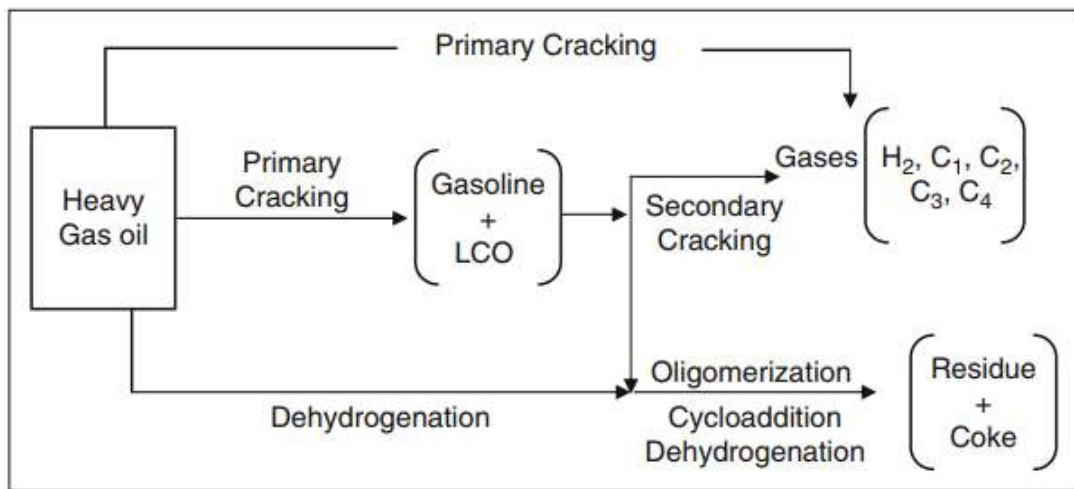 Primary Cracking
Heavy
Gas oil
Primary
Cracking
Gasoline
+
LCO
Secondary
Cracking
Gases
H₂, C₁, C₂,
C₃, C₄
Dehydrogenation
Oligomerization
Cycloaddition
Dehydrogenation
Residue
+
Coke